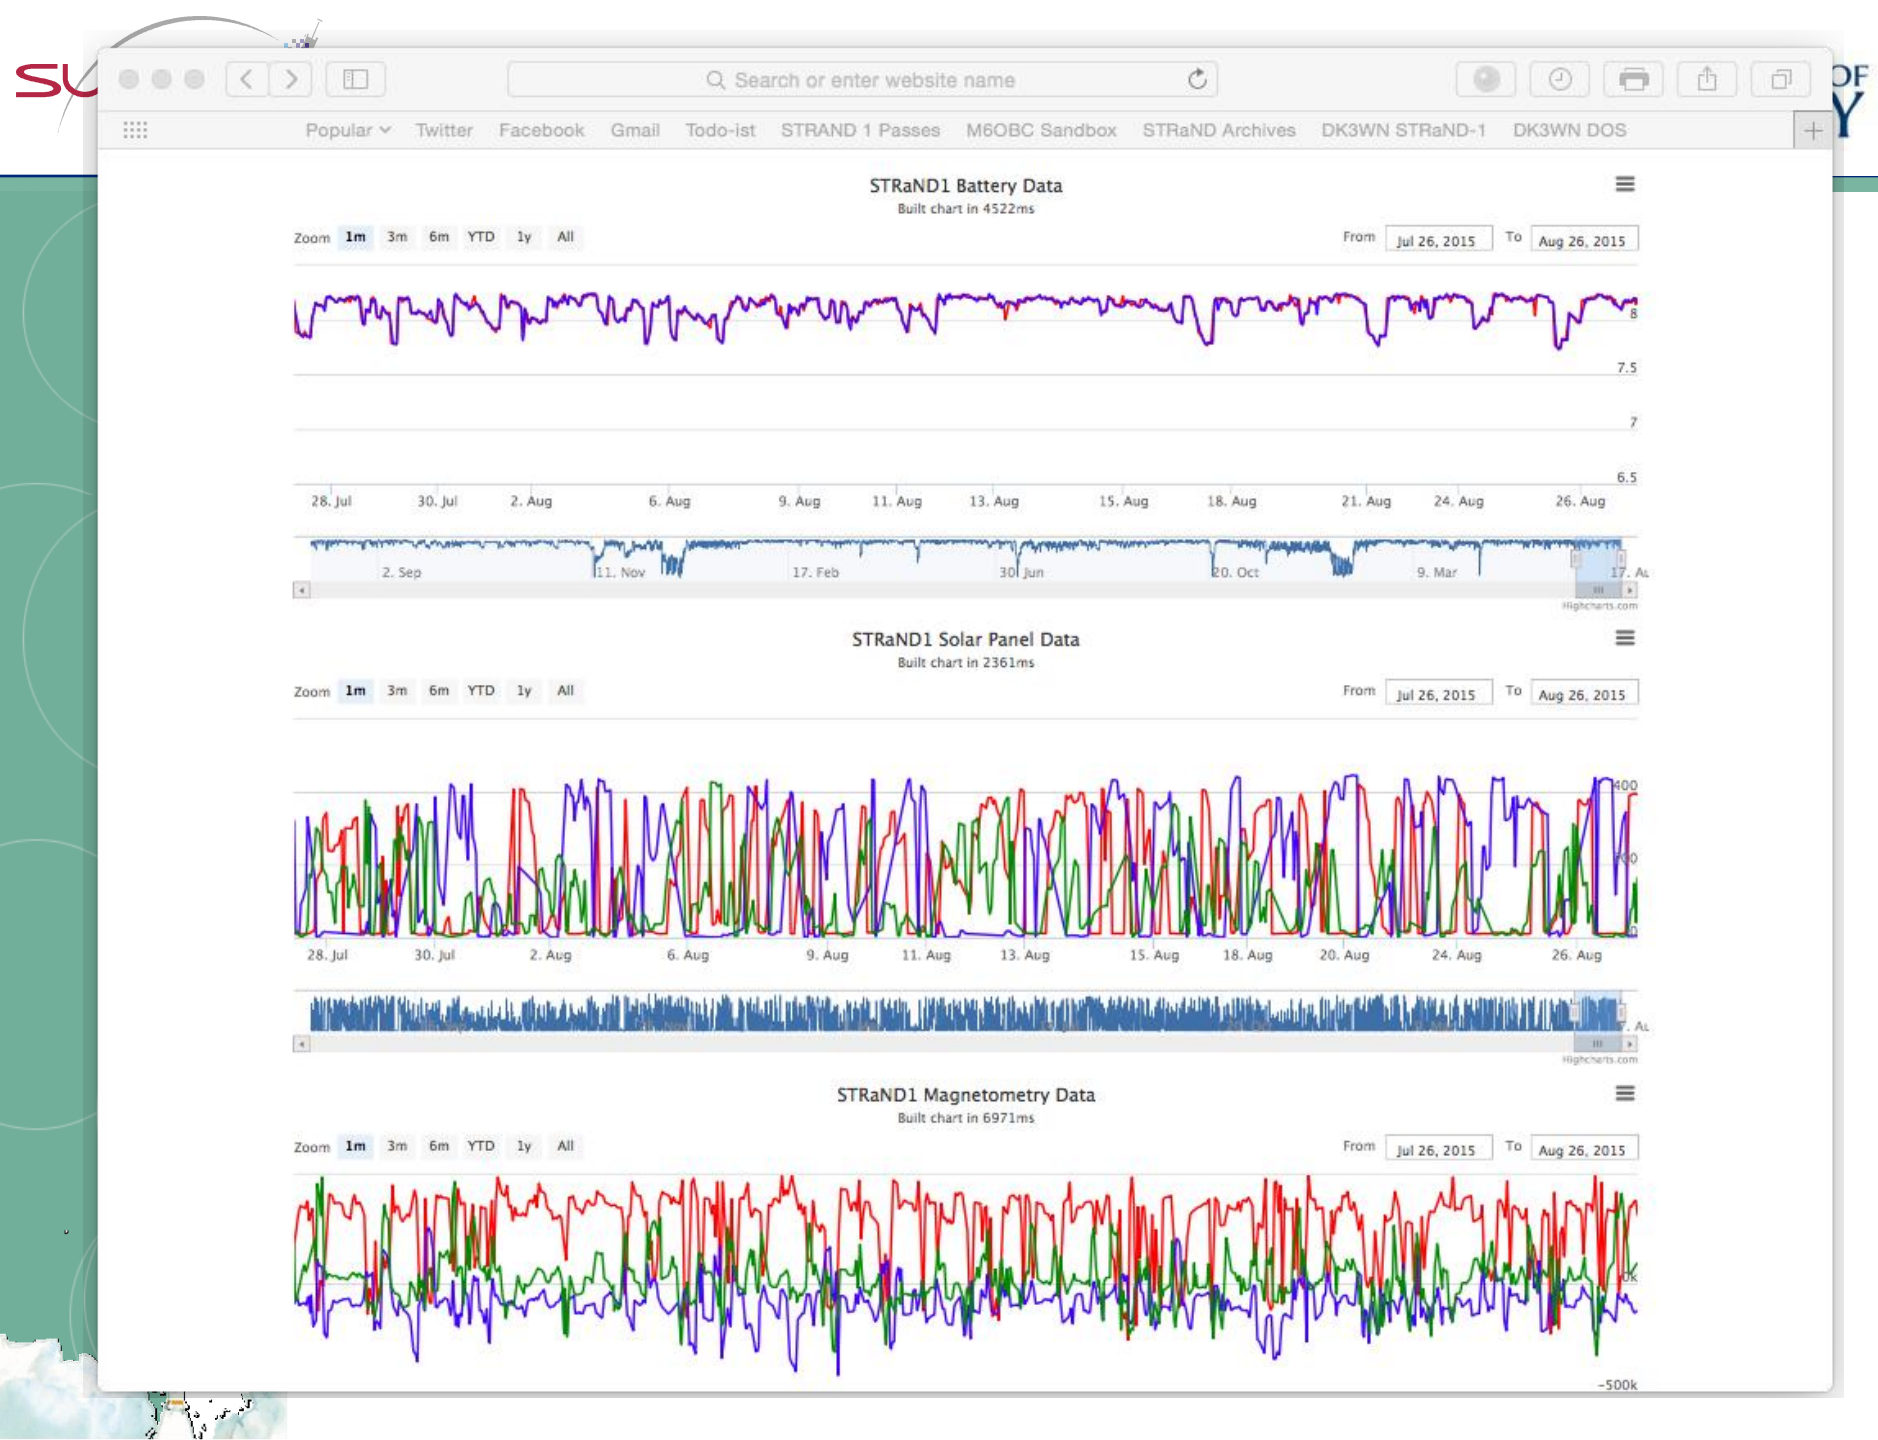 SU
OF
Y
Search or enter website name
Popular Twitter Facebook Gmail Todo-ist STRAND 1 Passes M6OBC Sandbox STRaND Archives DK3WN STRaND-1 DK3WN DOS
STRaND1 Battery Data
Built chart in 4522ms
Zoom 1m 3m 6m YTD 1y All From Jul 26, 2015 To Aug 26, 2015
8
7.5
7
6.5
28. Jul 30. Jul 2. Aug 6. Aug 9. Aug 11. Aug 13. Aug 15. Aug 18. Aug 21. Aug 24. Aug 26. Aug
2. Sep 11. Nov 17. Feb 30. Jun 20. Oct 9. Mar 17. Au
Highcharts.com
STRaND1 Solar Panel Data
Built chart in 2361ms
Zoom 1m 3m 6m YTD 1y All From Jul 26, 2015 To Aug 26, 2015
400
0
28. Jul 30. Jul 2. Aug 6. Aug 9. Aug 11. Aug 13. Aug 15. Aug 18. Aug 20. Aug 24. Aug 26. Aug
Highcharts.com
STRaND1 Magnetometry Data
Built chart in 6971ms
Zoom 1m 3m 6m YTD 1y All From Jul 26, 2015 To Aug 26, 2015
0k
-500k